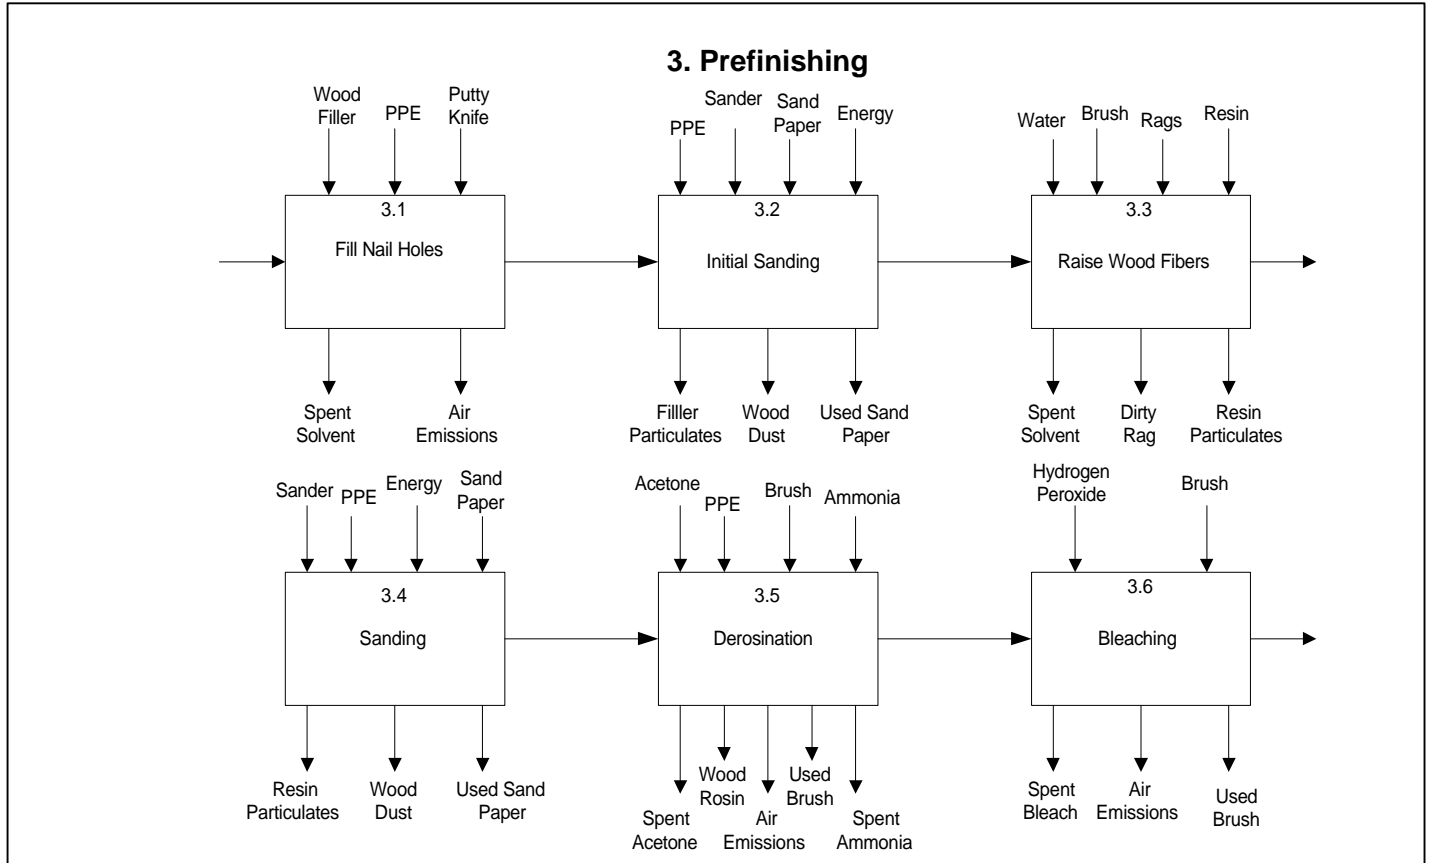 3. Prefinishing
Wood
Filler
PPE
Putty
Knife
PPE
Sander
Sand
Paper
Energy
Water
Brush
Rags
Resin
3.1
Fill Nail Holes
3.2
Initial Sanding
3.3
Raise Wood Fibers
Spent
Solvent
Air
Emissions
Filller
Particulates
Wood
Dust
Used Sand
Paper
Spent
Solvent
Dirty
Rag
Resin
Particulates
Sander
PPE
Energy
Sand
Paper
Acetone
PPE
Brush
Ammonia
Hydrogen
Peroxide
Brush
3.4
Sanding
3.5
Derosination
3.6
Bleaching
Resin
Particulates
Wood
Dust
Used Sand
Paper
Spent
Acetone
Wood
Rosin
Air
Emissions
Used
Brush
Spent
Ammonia
Spent
Bleach
Air
Emissions
Used
Brush